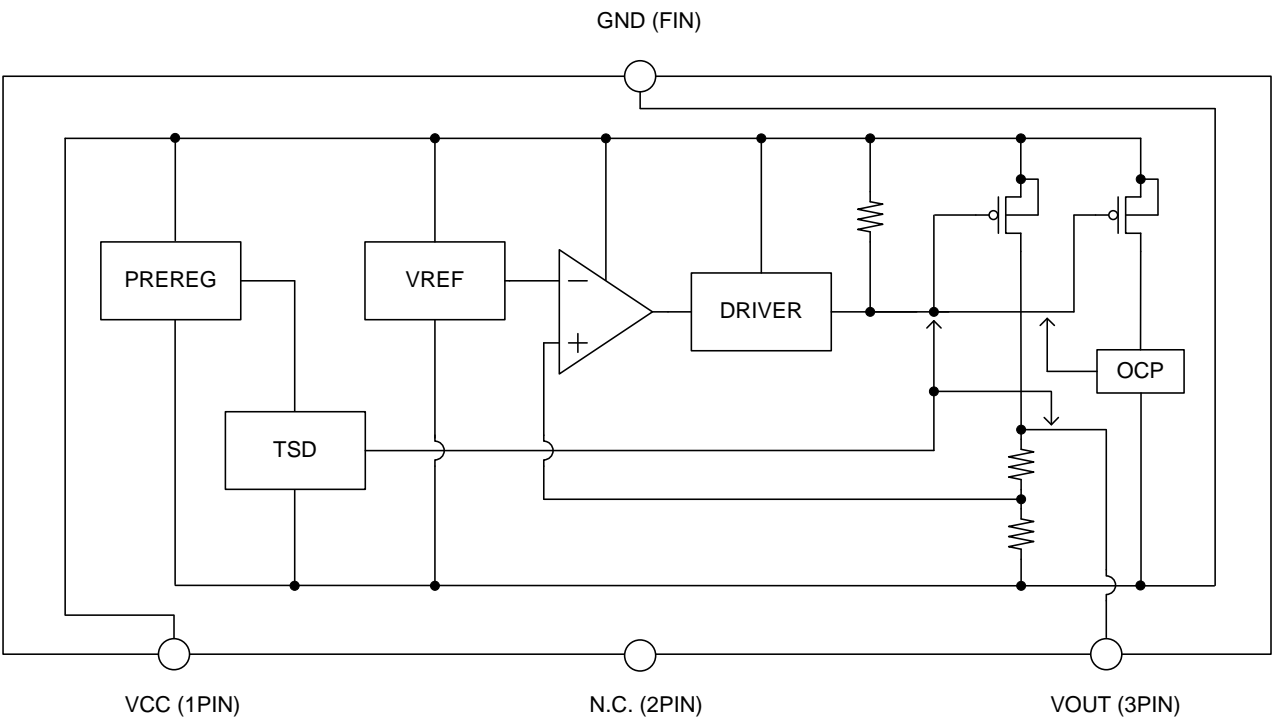 GND (FIN)
PREREG
VREF
−
+
DRIVER
OCP
TSD
VCC (1PIN)
N.C. (2PIN)
VOUT (3PIN)